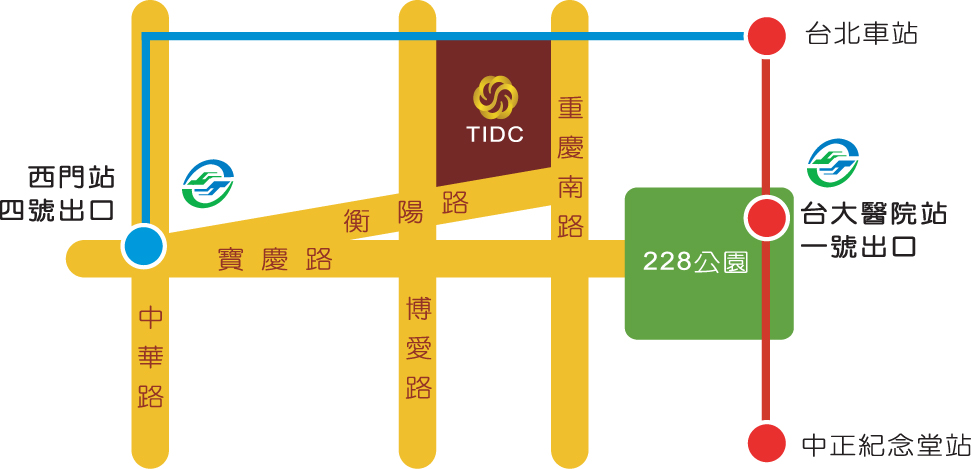 台北車站
TIDC
重慶南路
西門站
四號出口
衡陽路
台大醫院站
一號出口
寶慶路
228公園
中華路
博愛路
中正紀念堂站